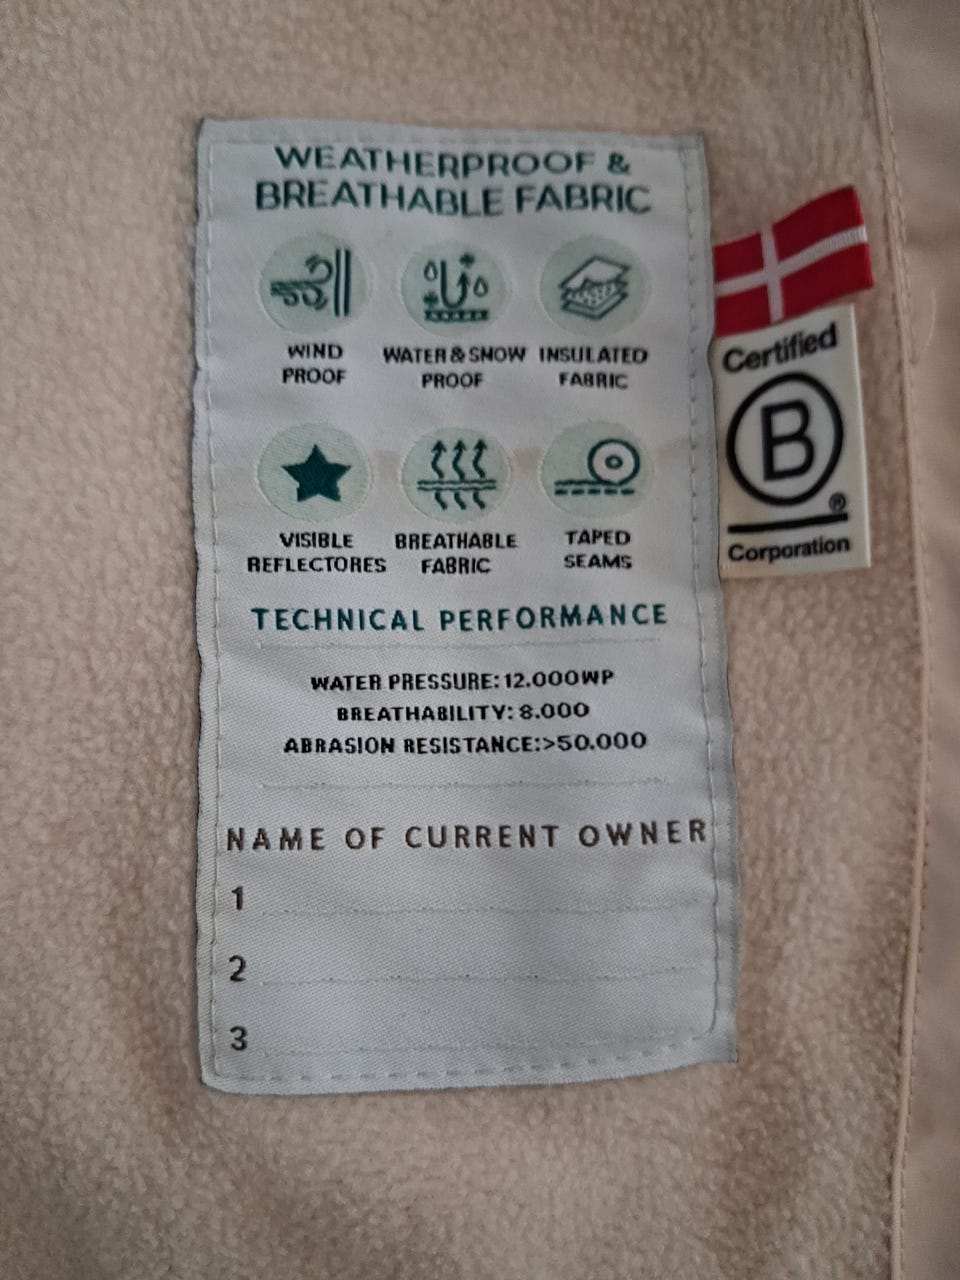 WEATHERPROOF &
BREATHABLE FABRIC
WIND
PROOF
WATER & SNOW
PROOF
INSULATED
FABRIC
VISIBLE
REFLECTORES
BREATHABLE
FABRIC
TAPED
SEAMS
TECHNICAL PERFORMANCE
WATER PRESSURE: 12.000WP
BREATHABILITY: 8.000
ABRASION RESISTANCE:>50.000
NAME OF CURRENT OWNER
1
2
3
Certified
B
®
Corporation